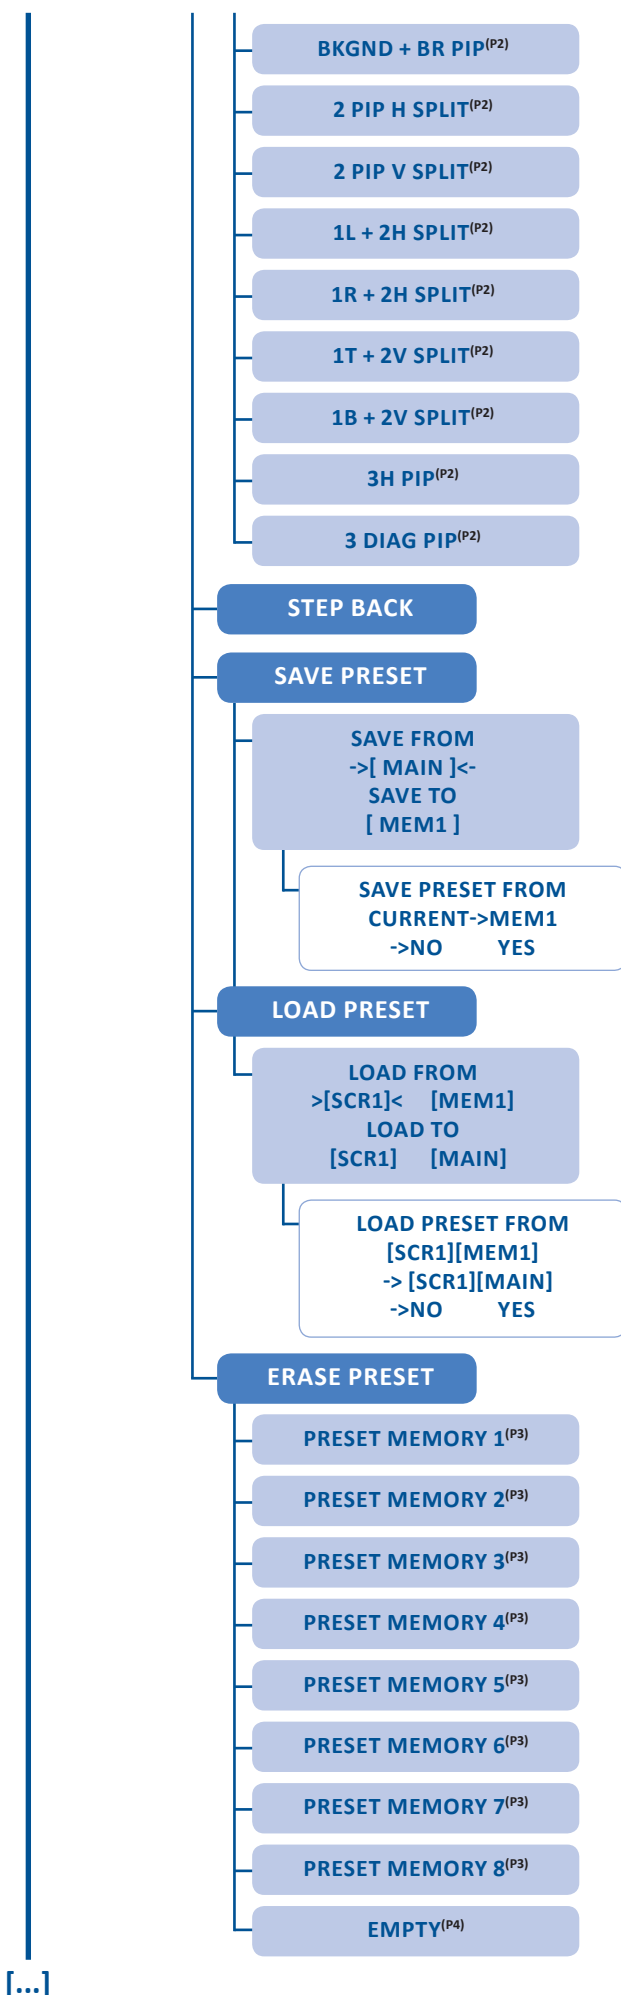 BKGND + BR PIP(P2)
2 PIP H SPLIT(P2)
2 PIP V SPLIT(P2)
1L + 2H SPLIT(P2)
1R + 2H SPLIT(P2)
1T + 2V SPLIT(P2)
1B + 2V SPLIT(P2)
3H PIP(P2)
3 DIAG PIP(P2)
STEP BACK
SAVE PRESET
SAVE FROM
->[ MAIN ]<-
SAVE TO
[ MEM1 ]
SAVE PRESET FROM
CURRENT->MEM1
->NO YES
LOAD PRESET
LOAD FROM
>[SCR1]< [MEM1]
LOAD TO
[SCR1] [MAIN]
LOAD PRESET FROM
[SCR1][MEM1]
-> [SCR1][MAIN]
->NO YES
ERASE PRESET
PRESET MEMORY 1(P3)
PRESET MEMORY 2(P3)
PRESET MEMORY 3(P3)
PRESET MEMORY 4(P3)
PRESET MEMORY 5(P3)
PRESET MEMORY 6(P3)
PRESET MEMORY 7(P3)
PRESET MEMORY 8(P3)
EMPTY(P4)
[...]